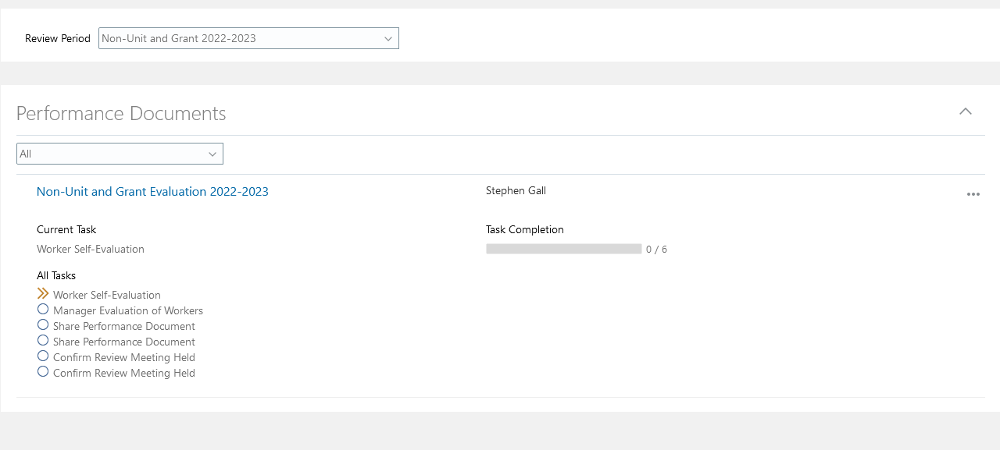 Review Period Non-Unit and Grant 2022-2023
Performance Documents
All
Non-Unit and Grant Evaluation 2022-2023 Stephen Gall
Current Task Task Completion
Worker Self-Evaluation 0 / 6
All Tasks
Worker Self-Evaluation
Manager Evaluation of Workers
Share Performance Document
Share Performance Document
Confirm Review Meeting Held
Confirm Review Meeting Held